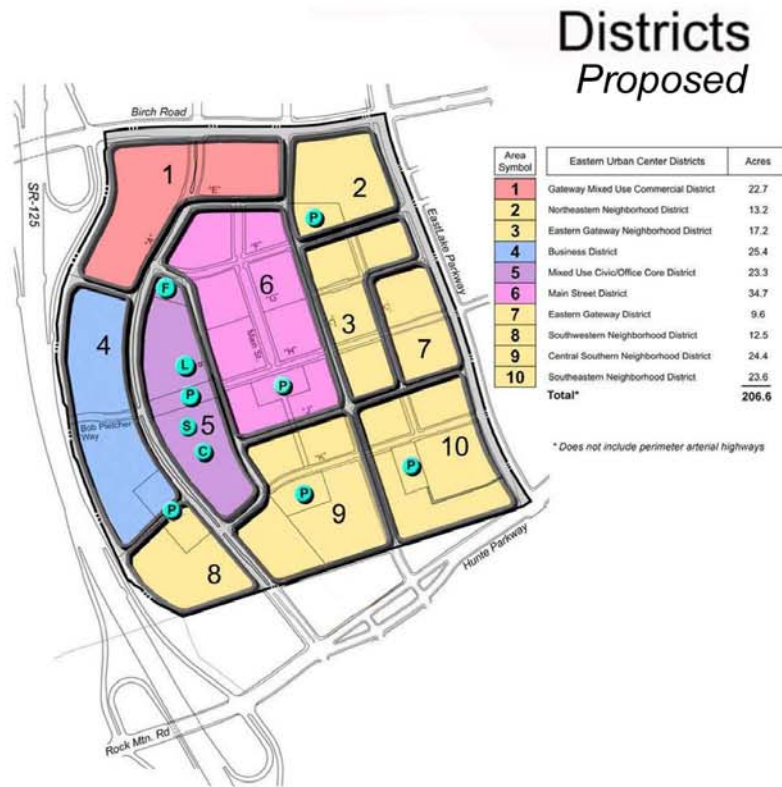 Districts
Proposed
Birch Road
SR-125
EastLake Parkway
1
"E"
"A"
2
P
F
6
"F"
"G"
Main St
"H"
4
3
7
L
P
P
S
5
C
"J"
Bob Pletcher
Way
"K"
10
P
P
P
9
8
Hunte Parkway
Rock Mtn. Rd
Area
Symbol
Eastern Urban Center Districts
Acres
1 Gateway Mixed Use Commercial District 22.7
2 Northeastern Neighborhood District 13.2
3 Eastern Gateway Neighborhood District 17.2
4 Business District 25.4
5 Mixed Use Civic/Office Core District 23.3
6 Main Street District 34.7
7 Eastern Gateway District 9.6
8 Southwestern Neighborhood District 12.5
9 Central Southern Neighborhood District 24.4
10 Southeastern Neighborhood District 23.6
Total* 206.6
* Does not include perimeter arterial highways